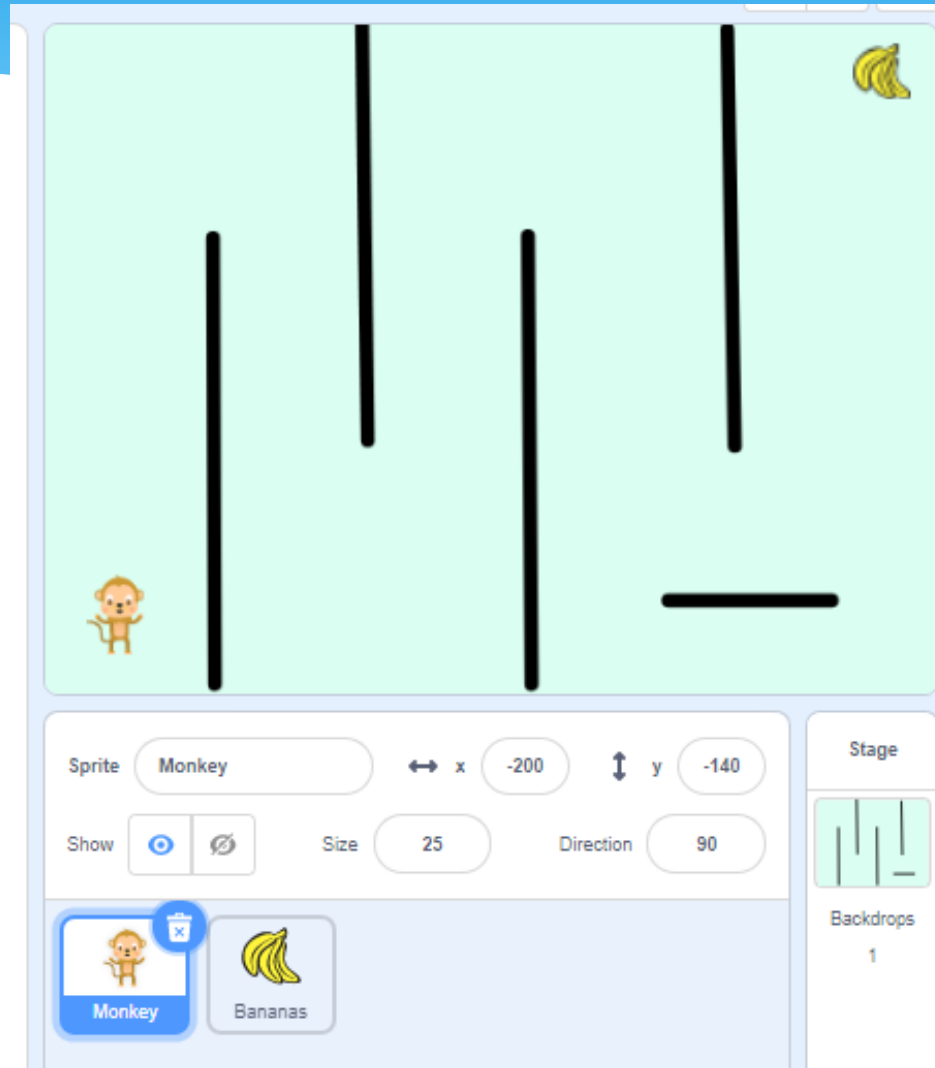 Sprite Monkey x -200 y -140 Stage
Show Size 25 Direction 90
Backdrops
1
Monkey Bananas